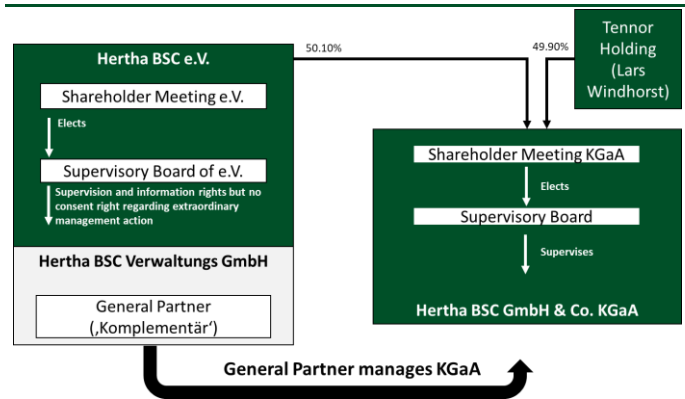 Hertha BSC e.V.
Shareholder Meeting e.V.
Elects
Supervisory Board of e.V.
Supervision and information rights but no
consent right regarding extraordinary
management action
Hertha BSC Verwaltungs GmbH
General Partner
(‚Komplementär‘)
50.10%
49.90%
Tennor
Holding
(Lars
Windhorst)
Shareholder Meeting KGaA
Elects
Supervisory Board
Supervises
Hertha BSC GmbH & Co. KGaA
General Partner manages KGaA